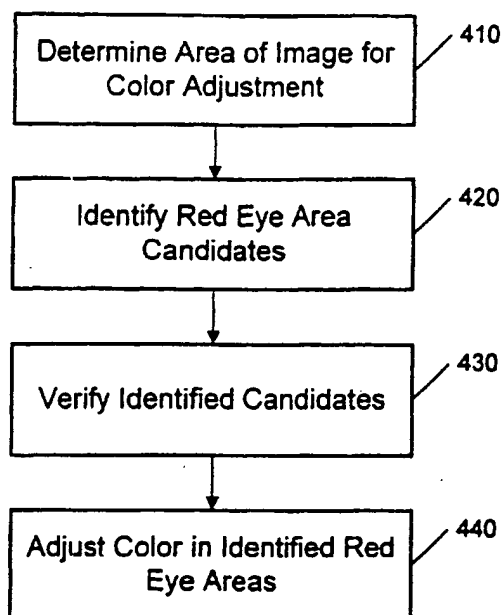 Determine Area of Image for
Color Adjustment
410
Identify Red Eye Area
Candidates
420
Verify Identified Candidates
430
Adjust Color in Identified Red
Eye Areas
440